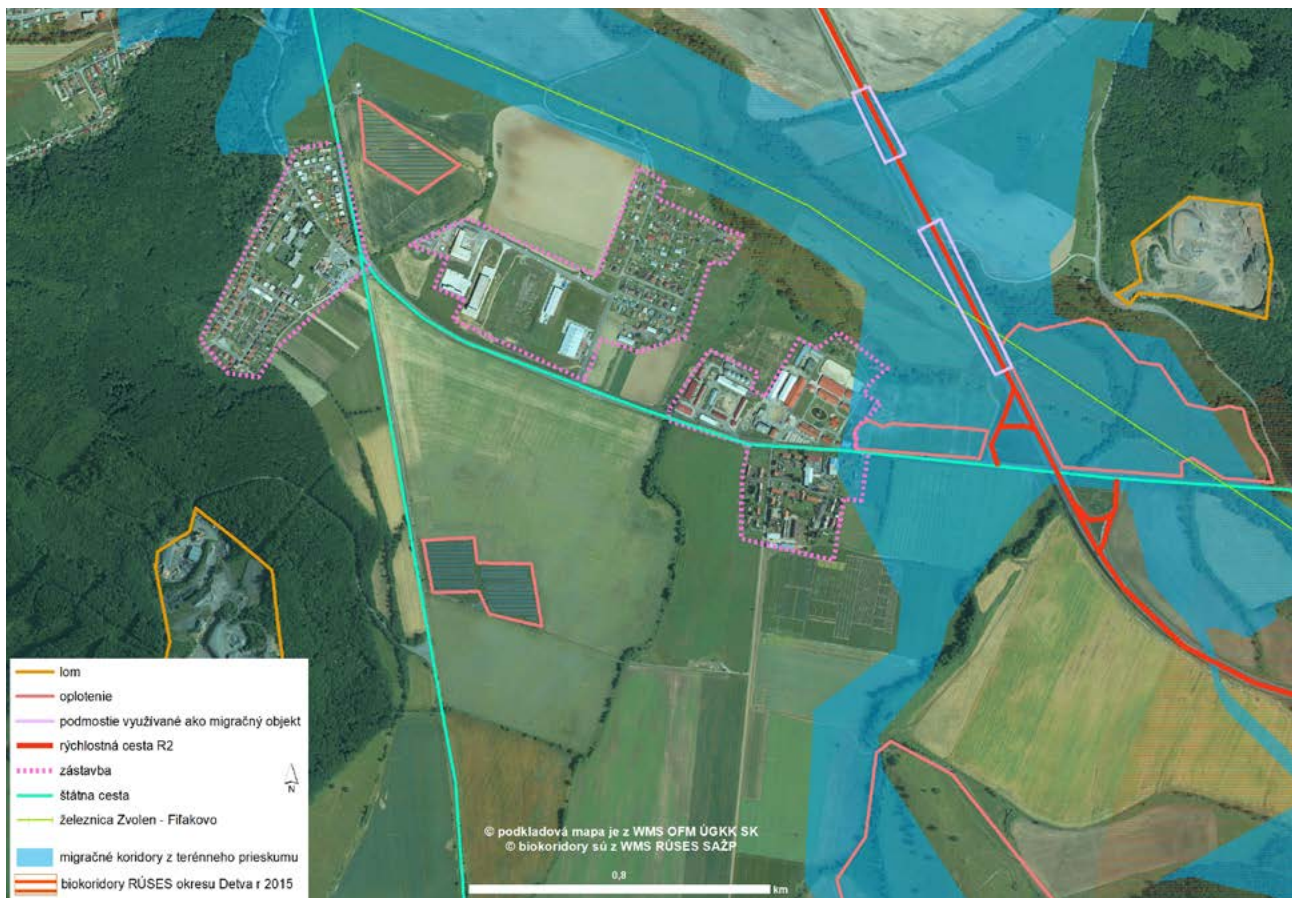 lom
oplotenie
podmostie využívané ako migračný objekt
rýchlostná cesta R2
zástavba
štátna cesta
železnica Zvolen - Fiľakovo
N
migračné koridory z terénneho prieskumu
biokoridory RÚSES okresu Detva r 2015
© podkladová mapa je z WMS OFM ÚGKK SK
© biokoridory sú z WMS RÚSES SAŽP
0,8
km